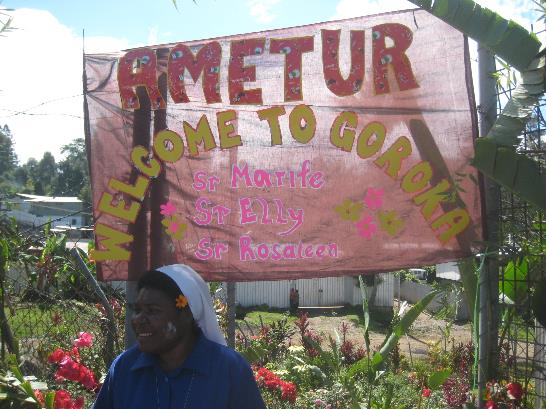 AMETUR
WELCOME TO GOROKA
Sr Marife
Sr Elly
Sr Rosaleen